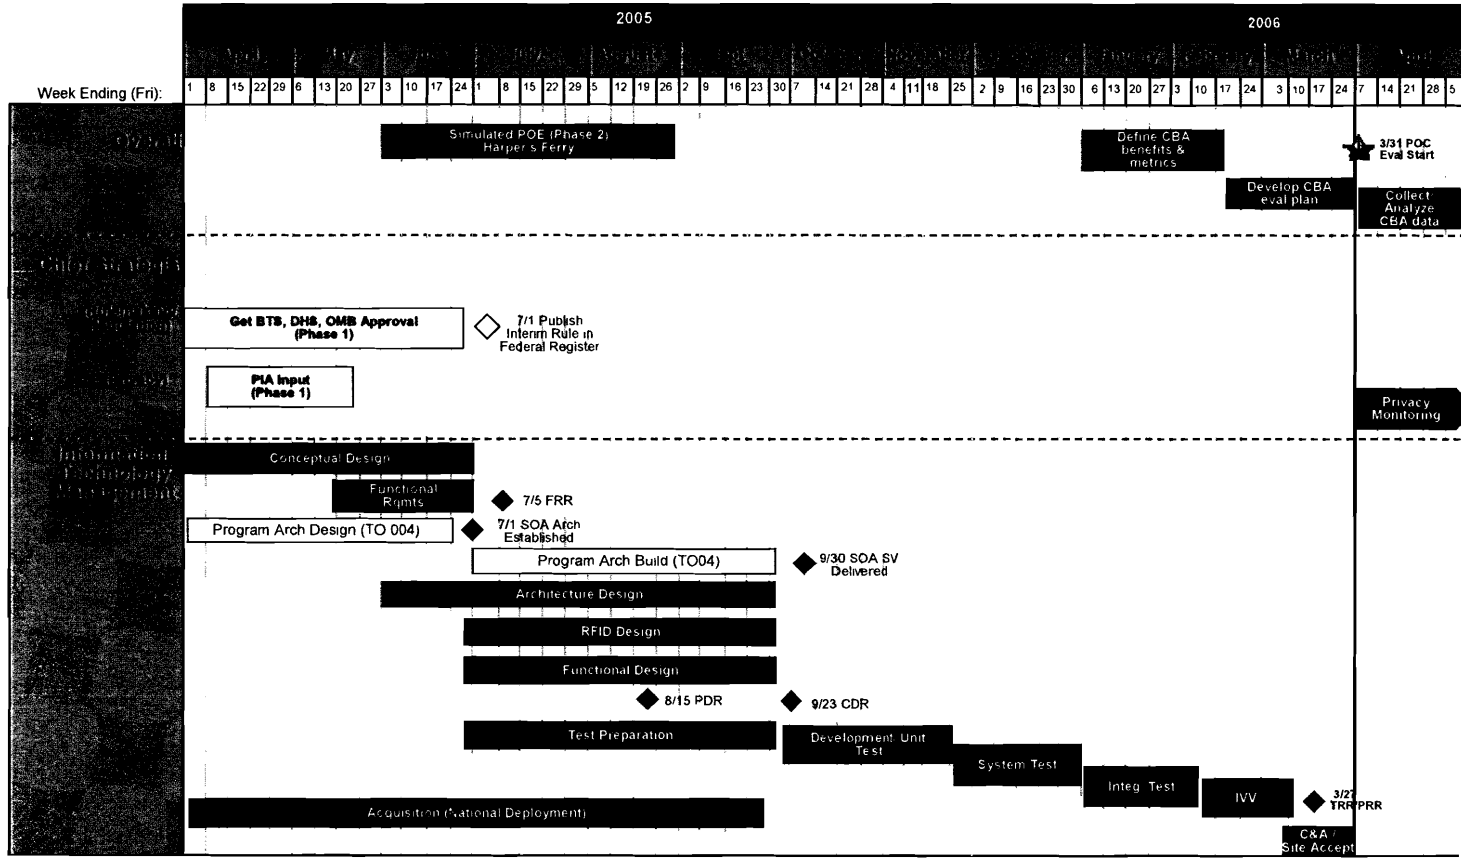 2005
2006
Week Ending (Fri):
1 8 15 22 29 6 13 20 27 3 10 17 24 1 8 15 22 29 5 12 19 26 2 9 16 23 30 7 14 21 28 4 11 18 25 2 9 16 23 30 6 13 20 27 3 10 17 24 3 10 17 24 7 14 21 28 5
Simulated POE (Phase 2)
Harper s Ferry
Define CBA
benefits &
metrics
3/31 POC
Eval Start
Develop CBA
eval plan
Collect
Analyze
CBA data
Get BTS, DHS, OMB Approval
(Phase 1)
7/1 Publish
Interim Rule in
Federal Register
PIA Input
(Phase 1)
Privacy
Monitoring
Information
Technology
Management
Conceptual Design
Functional
Rqmts
7/5 FRR
Program Arch Design (TO 004)
7/1 SOA Arch
Established
Program Arch Build (TO04)
9/30 SOA SV
Delivered
Architecture Design
RFID Design
Functional Design
8/15 PDR
9/23 CDR
Test Preparation
Development Unit
Test
System Test
Integ Test
IVV
3/27
TRR/PRR
Acquisition (National Deployment)
C&A /
Site Accept